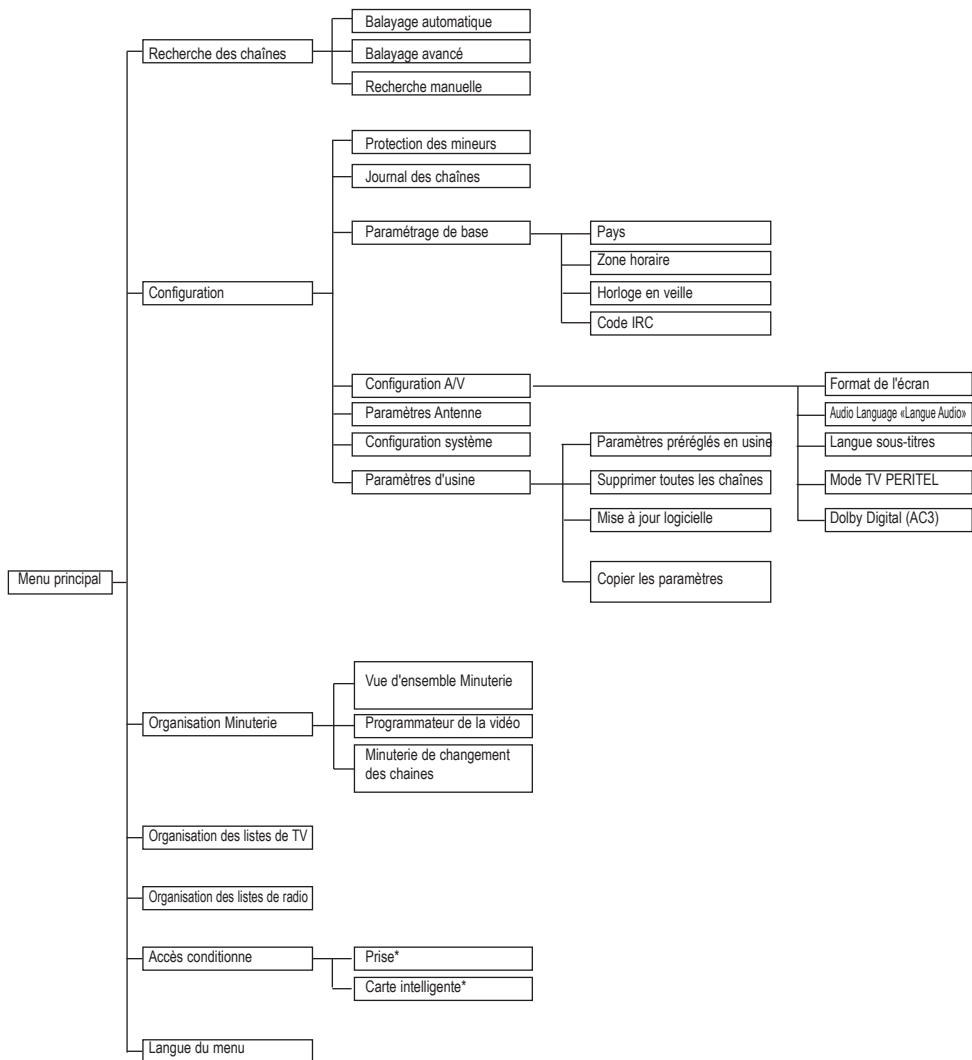 Balayage automatique
Recherche des chaînes
Balayage avancé
Recherche manuelle
Protection des mineurs
Journal des chaînes
Paramétrage de base
Pays
Zone horaire
Configuration
Horloge en veille
Code IRC
Configuration A/V
Format de l'écran
Paramètres Antenne
Audio Language «Langue Audio»
Configuration système
Paramètres préréglés en usine
Langue sous-titres
Paramètres d'usine
Supprimer toutes les chaînes
Mode TV PERITEL
Mise à jour logicielle
Dolby Digital (AC3)
Menu principal
Copier les paramètres
Vue d'ensemble Minuterie
Organisation Minuterie
Programmateur de la vidéo
Minuterie de changement
des chaines
Organisation des listes de TV
Organisation des listes de radio
Accès conditionne
Prise*
Carte intelligente*
Langue du menu